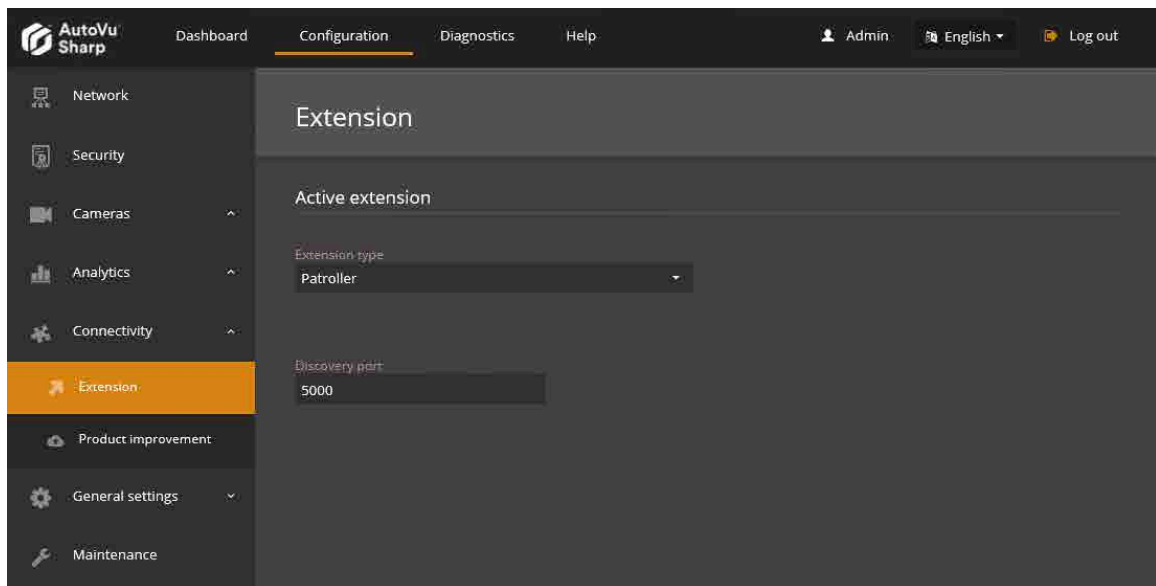 AutoVu
Sharp
Dashboard
Configuration
Diagnostics
Help
Admin
English
Log out
Network
Security
Cameras
Analytics
Connectivity
Extension
Product improvement
General settings
Maintenance
Extension
Active extension
Extension type
Patroller
Discovery port
5000